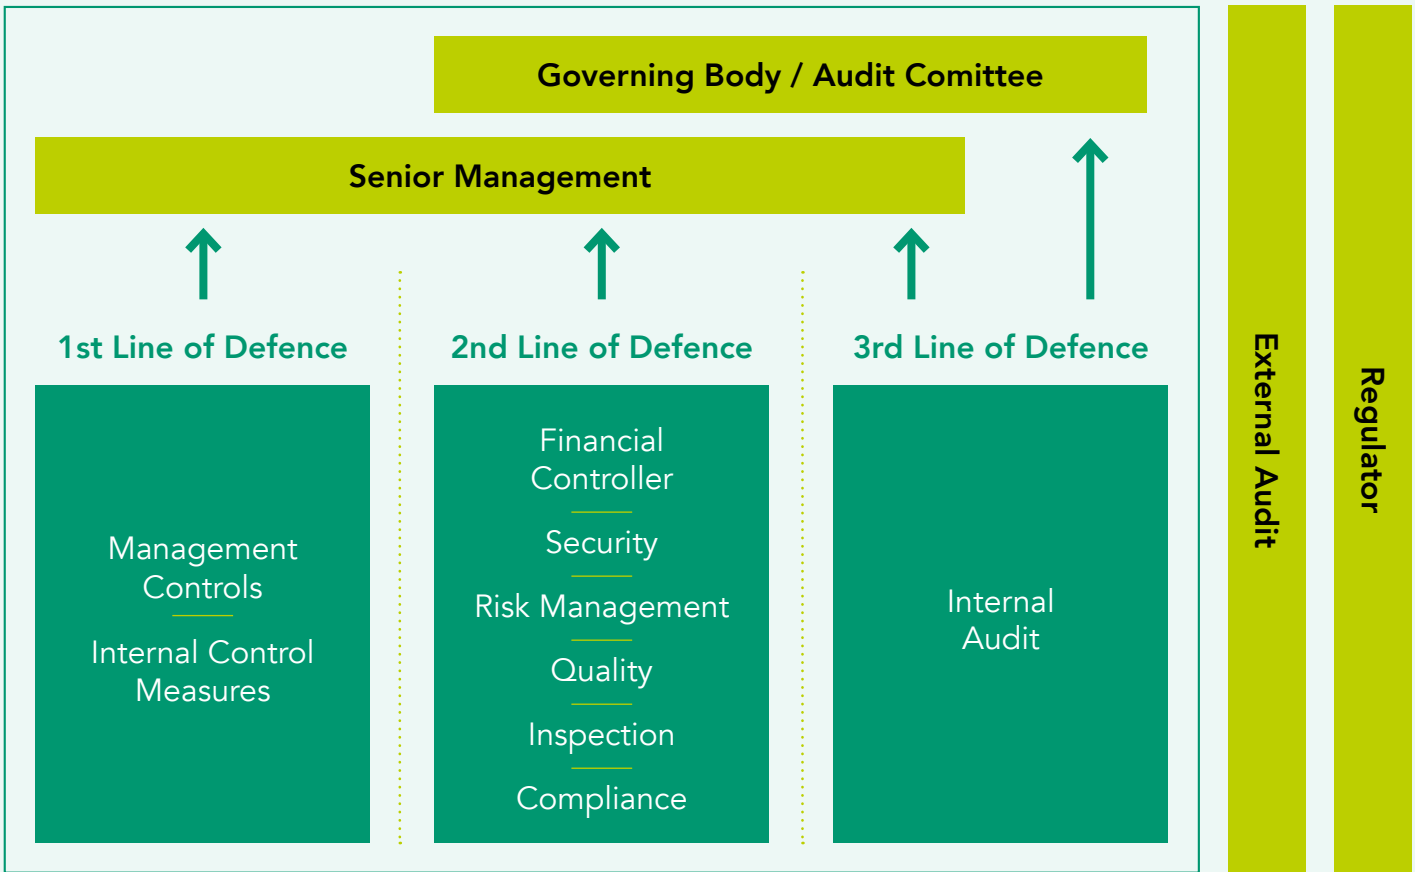 Governing Body / Audit Comittee
Senior Management
1st Line of Defence
2nd Line of Defence
3rd Line of Defence
Management
Controls
Internal Control
Measures
Financial
Controller
Security
Risk Management
Quality
Inspection
Compliance
Internal
Audit
External Audit
Regulator